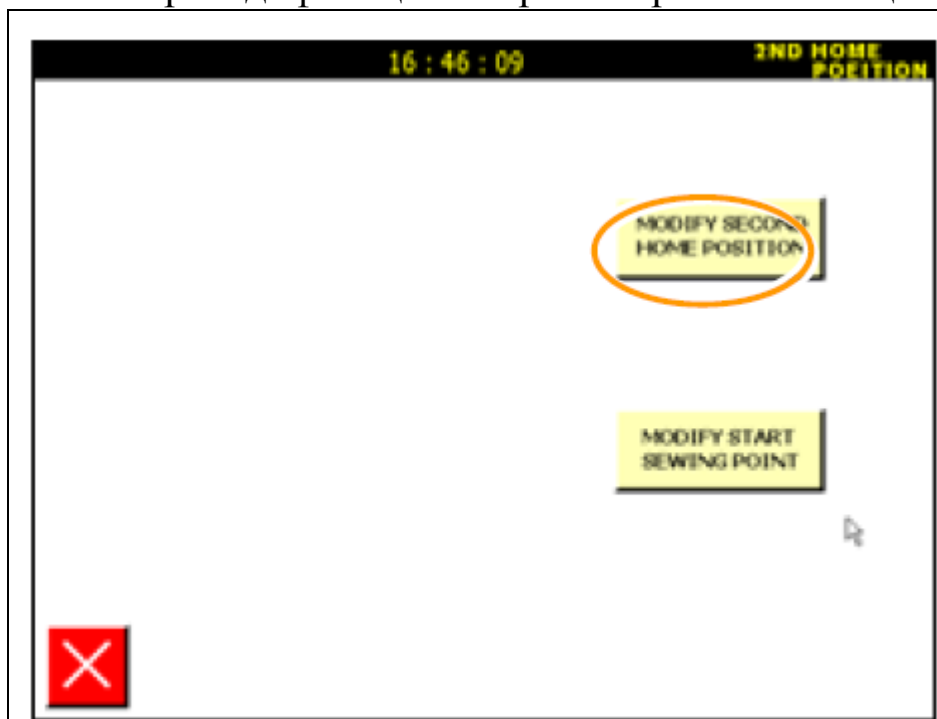 16 : 46 : 09
2ND HOME
POEITION
MODIFY SECOND
HOME POSITION
MODIFY START
SEWING POINT